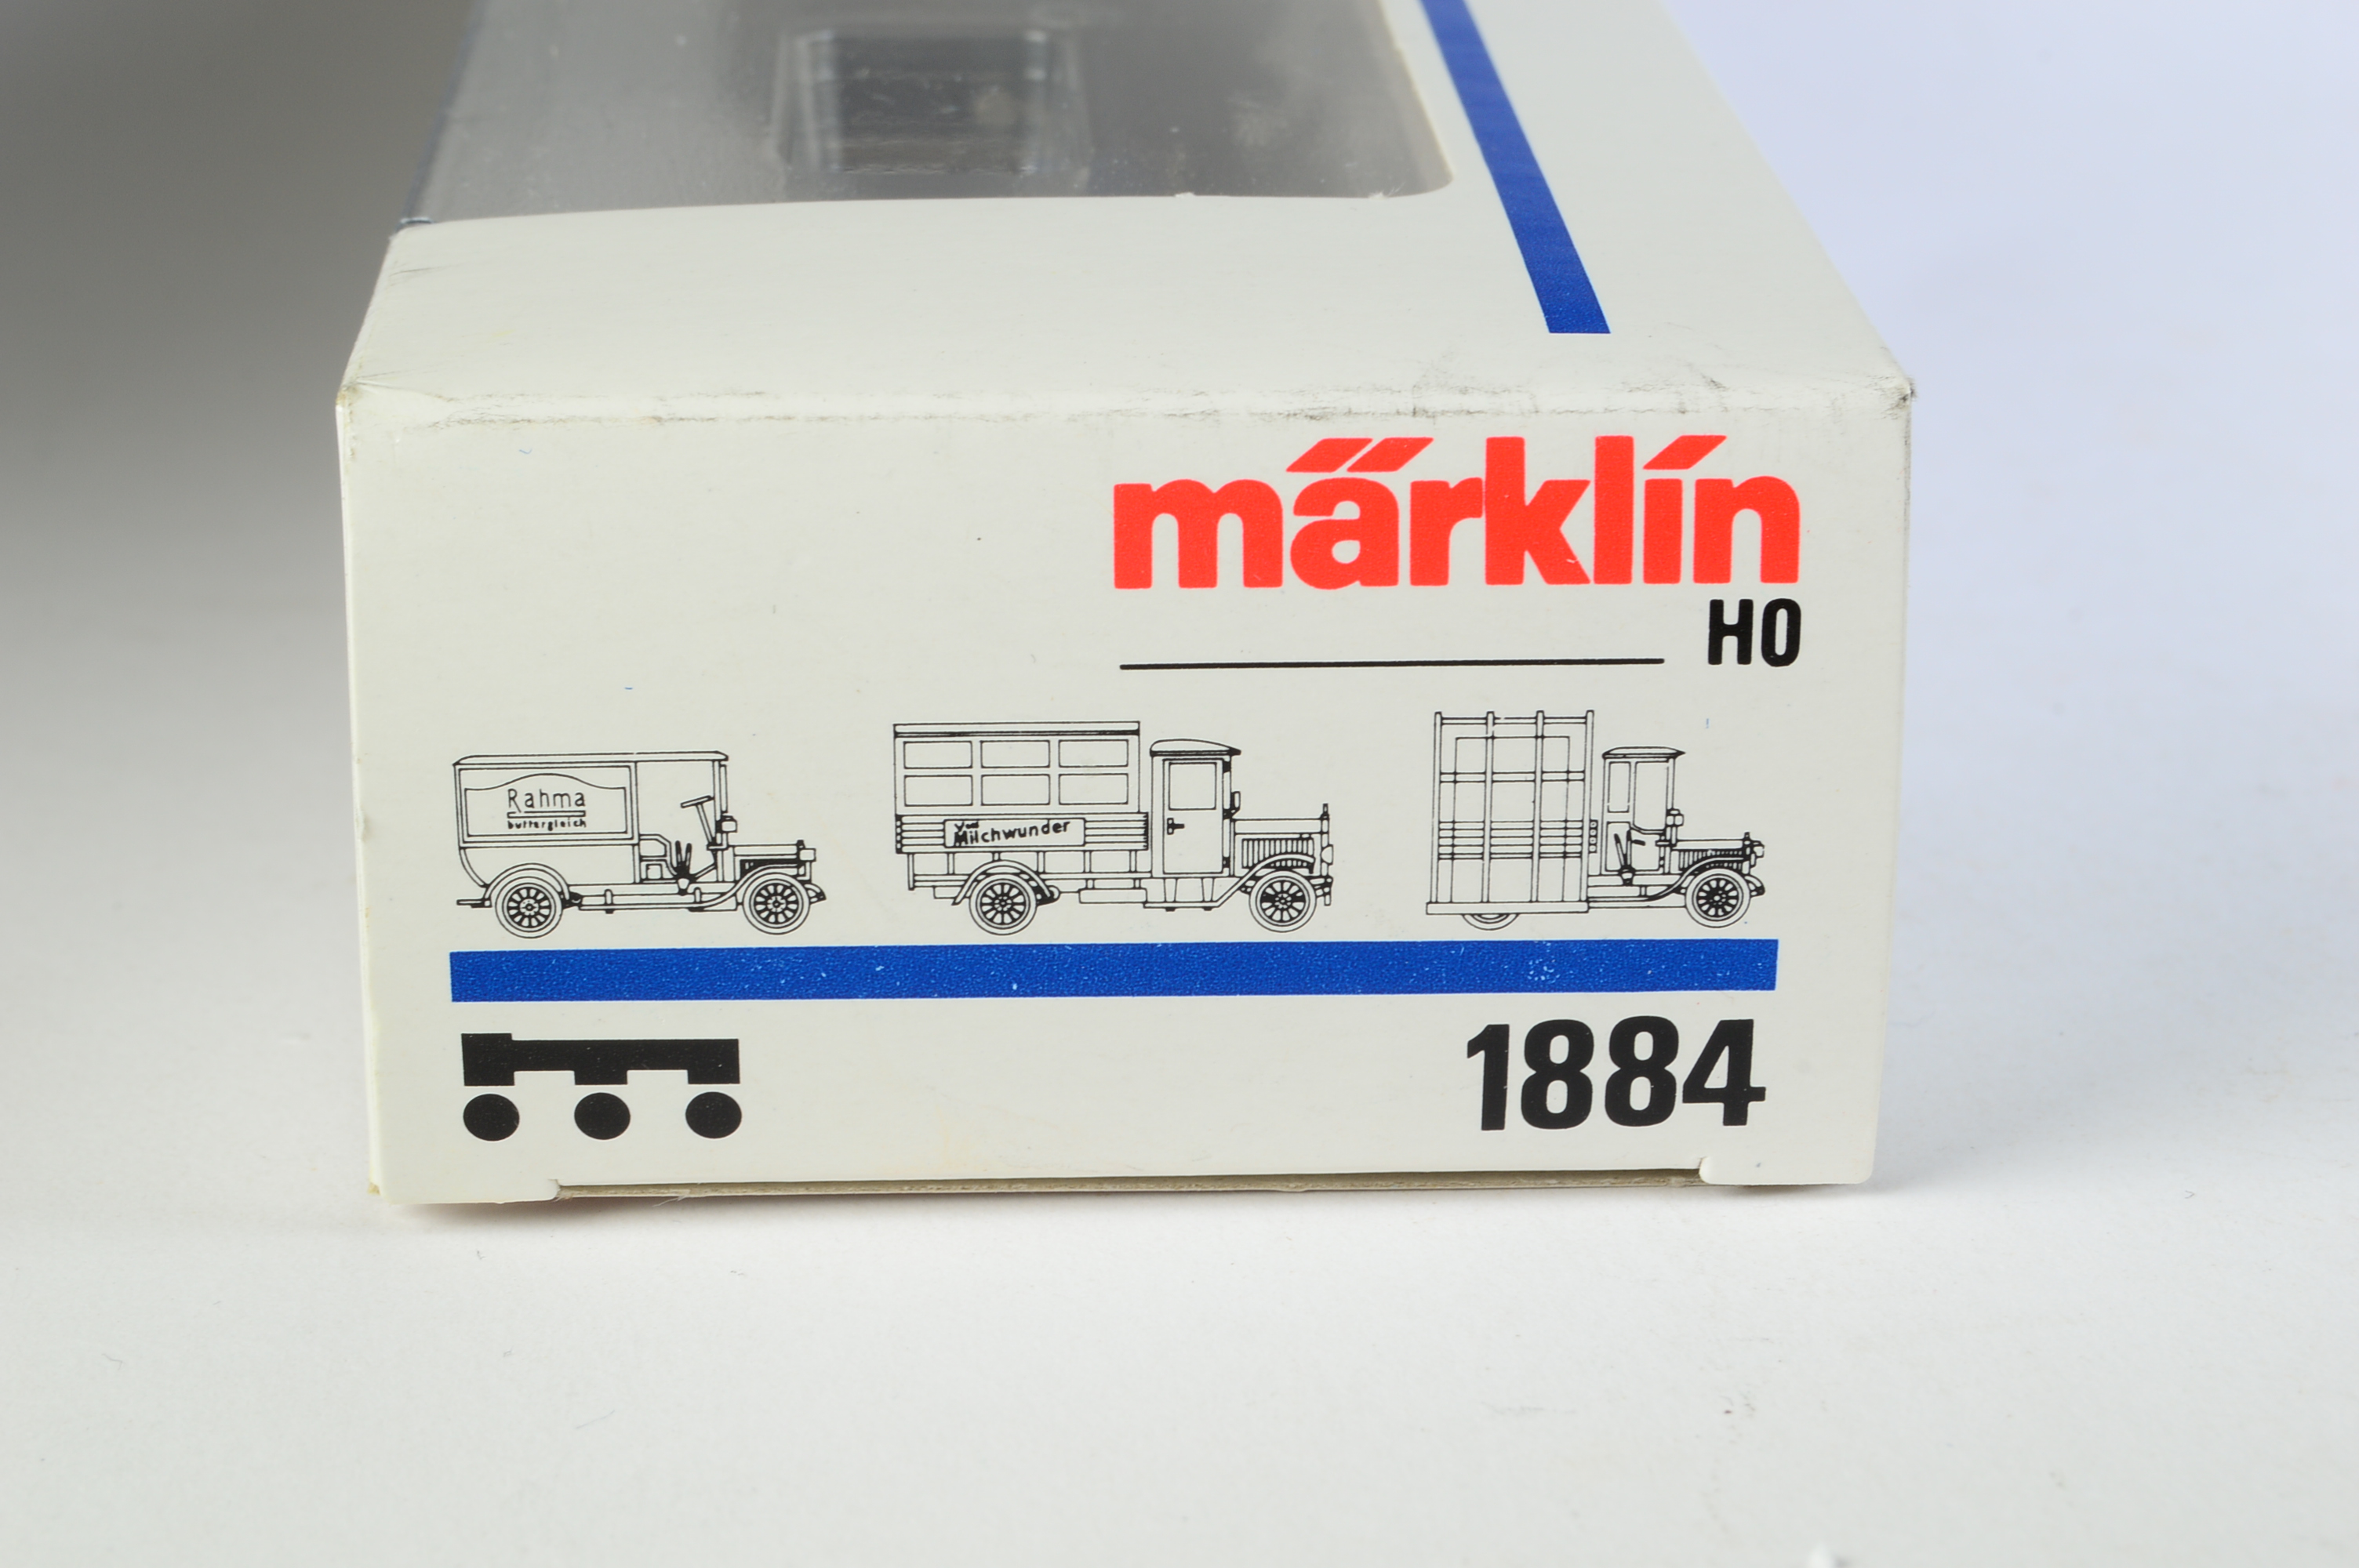 märklin
HO
Rahma
buttergleich
Milchwunder
1884